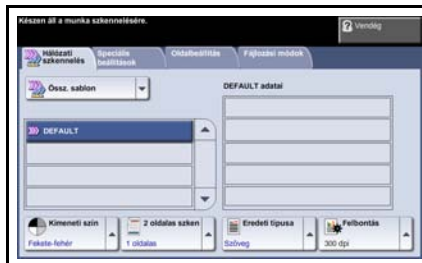 Készen áll a munka szkennelésére.
Vendég
Hálózati szkennelés
Speciális beállítások
Oldalbeállítás
Fájlozási módok
Össz. sablon
DEFAULT adatai
DEFAULT
Kimeneti szín
Fekete-fehér
2 oldalas szken
1 oldalas
Eredeti típusa
Szöveg
Felbontás
300 dpi